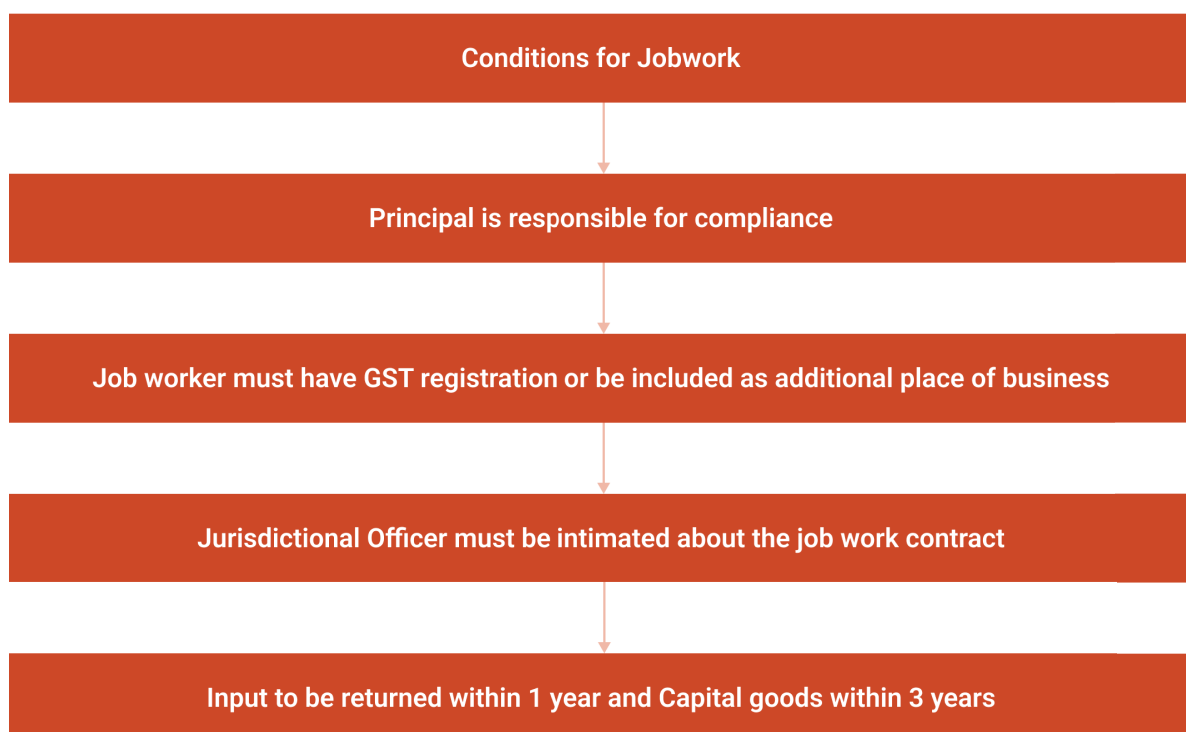 Conditions for Jobwork
Principal is responsible for compliance
Job worker must have GST registration or be included as additional place of business
Jurisdictional Officer must be intimated about the job work contract
Input to be returned within 1 year and Capital goods within 3 years